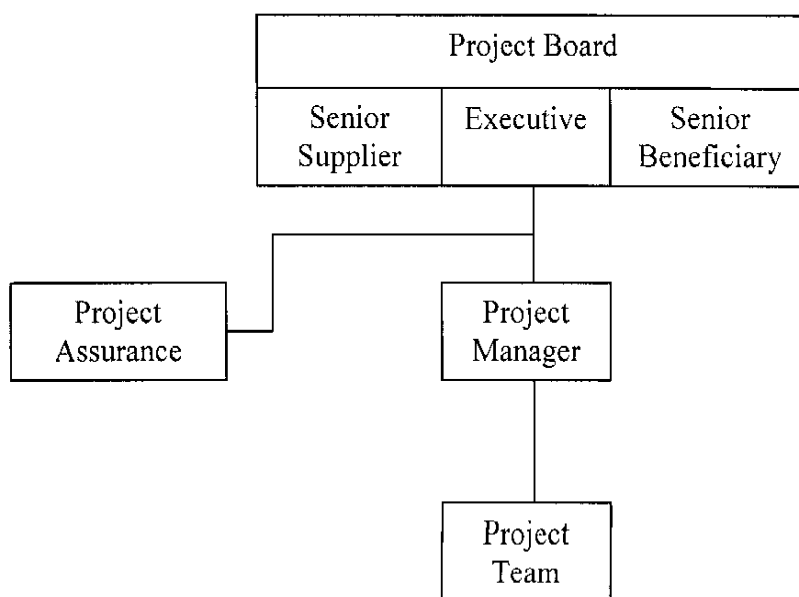 Project Board
Senior
Supplier
Executive
Senior
Beneficiary
Project
Assurance
Project
Manager
Project
Team